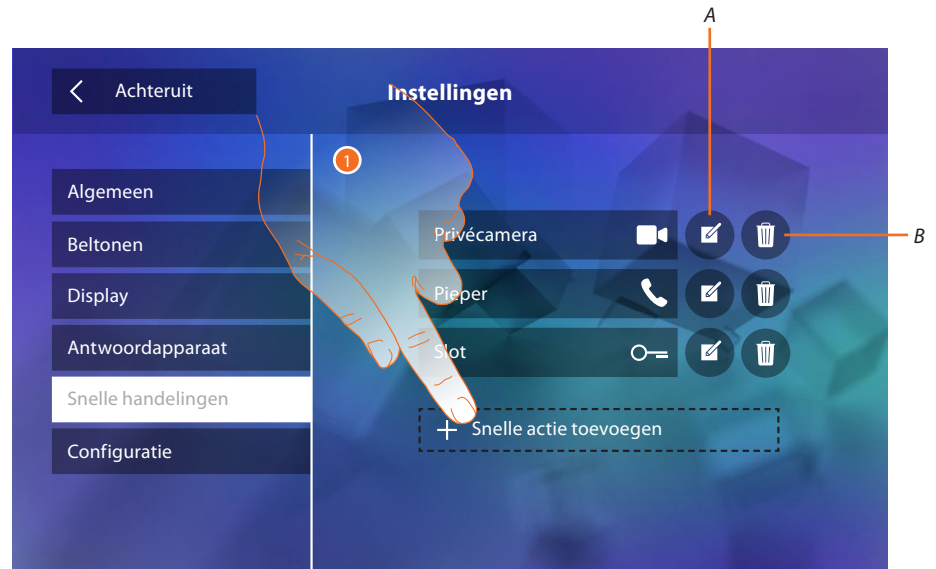 A
Achteruit
Instellingen
1
Algemeen
Beltonen
Display
Antwoordapparaat
Snelle handelingen
Configuratie
Privécamera
B
Pieper
Slot
+ Snelle actie toevoegen